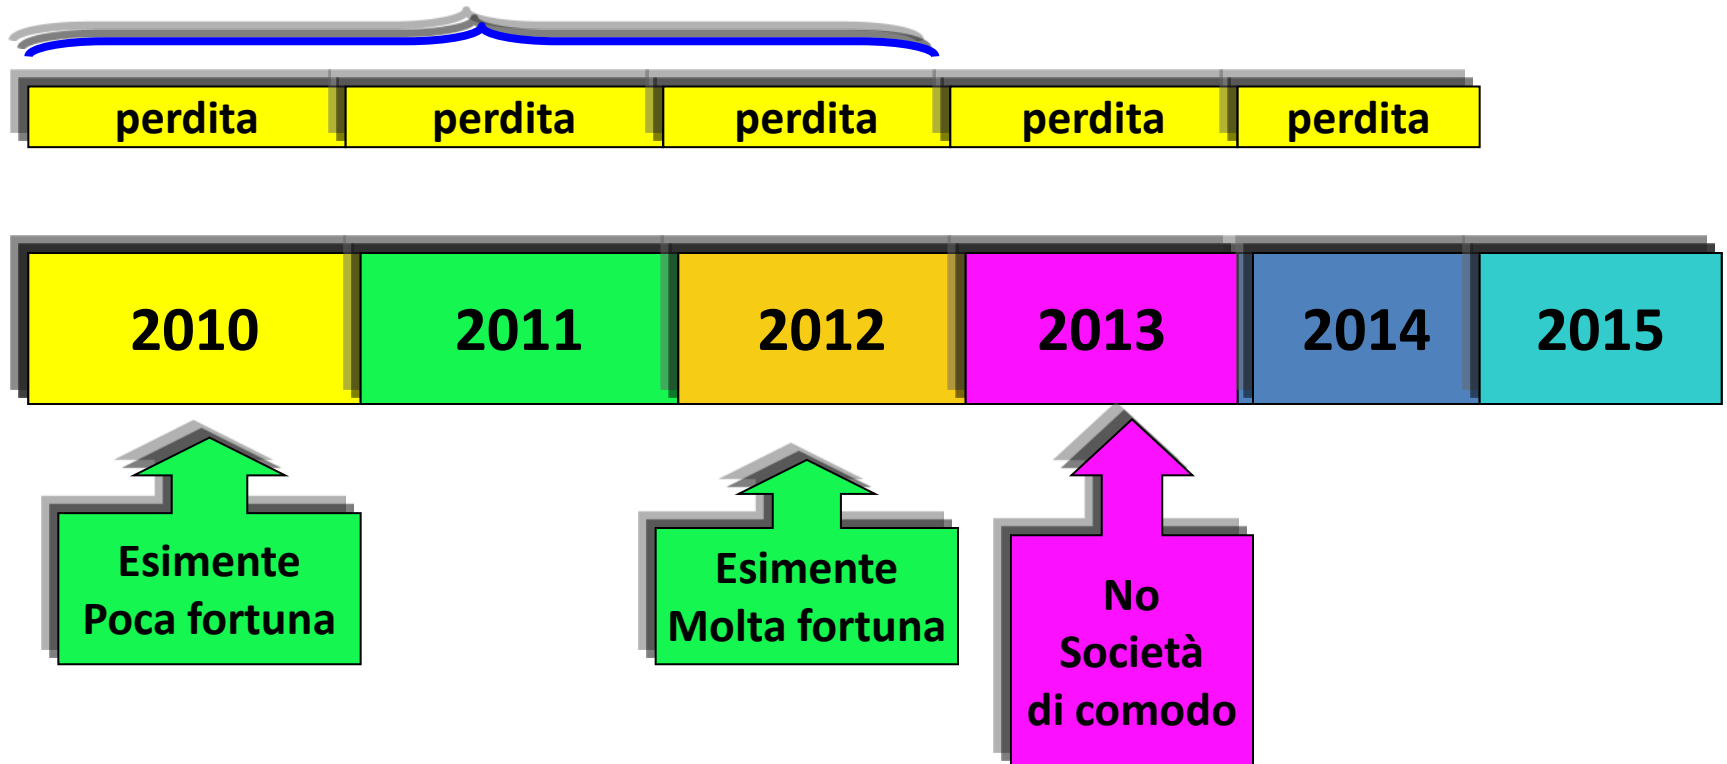 perdita perdita perdita perdita perdita
2010 2011 2012 2013 2014 2015
Esimente
Poca fortuna
Esimente
Molta fortuna
No
Società
di comodo